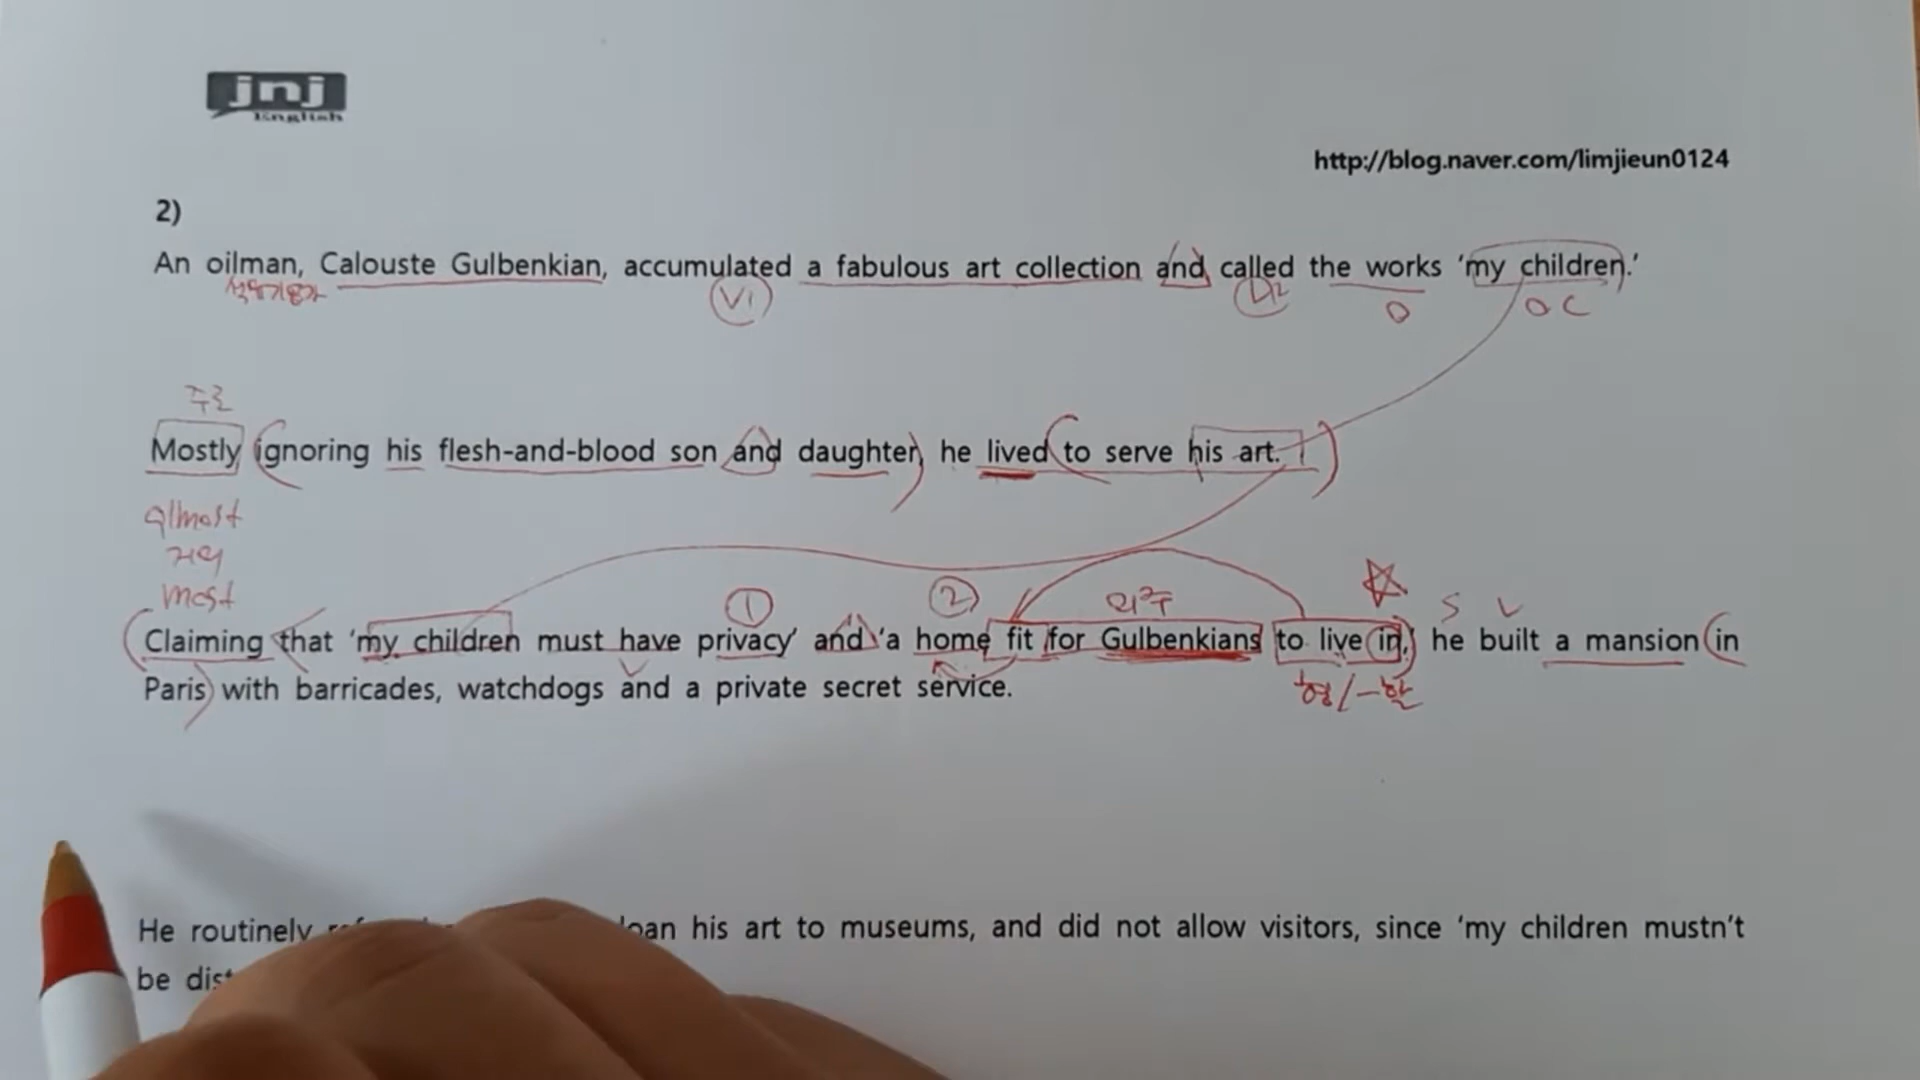 jnj
English
http://blog.naver.com/limjieun0124
2)
An oilman, Calouste Gulbenkian, accumulated a fabulous art collection and called the works ‘my children.’
석유기업가 V1 V2 O OC
주로
Mostly ignoring his flesh-and-blood son and daughter, he lived to serve his art.
almost
거의
most
① ② 의주 S V
Claiming that ‘my children must have privacy’ and ‘a home fit for Gulbenkians to live in,’ he built a mansion in
Paris with barricades, watchdogs and a private secret service.
형/-할
He routinely loan his art to museums, and did not allow visitors, since ‘my children mustn’t
be